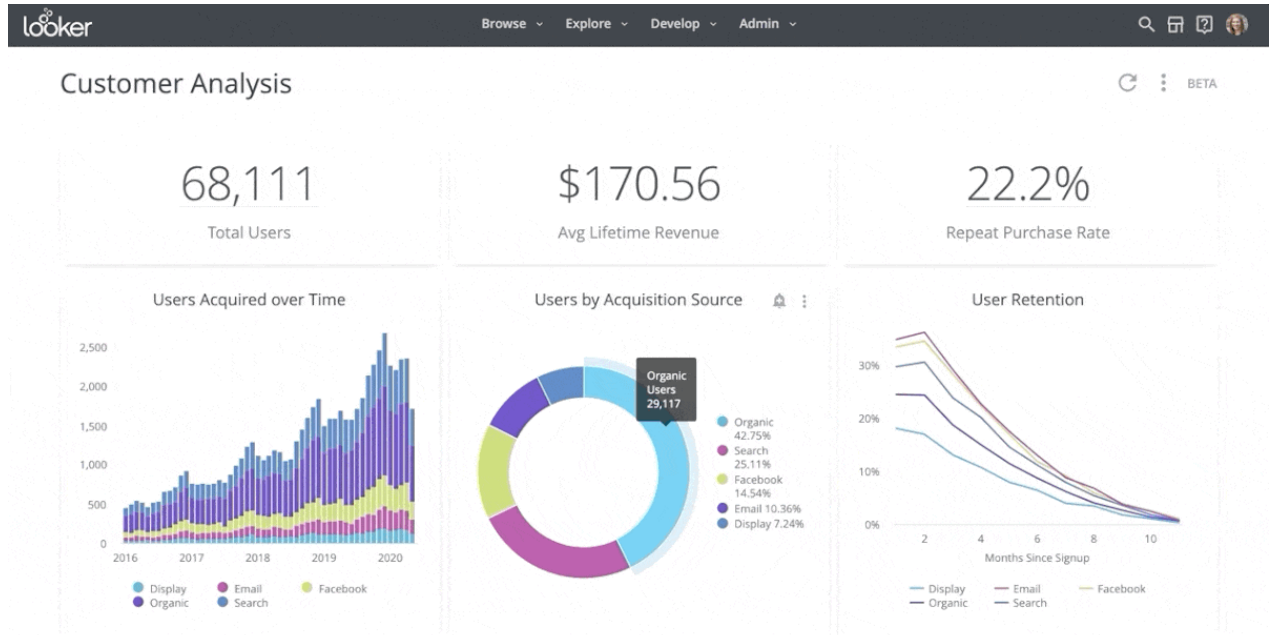 looker
Browse Explore Develop Admin
Customer Analysis
BETA
68,111
Total Users
$170.56
Avg Lifetime Revenue
22.2%
Repeat Purchase Rate
Users Acquired over Time
2,500
2,000
1,500
1,000
500
0
2016 2017 2018 2019 2020
Display Email Facebook
Organic Search
Users by Acquisition Source
Organic
Users
29,117
Organic
42.75%
Search
25.11%
Facebook
14.54%
Email 10.36%
Display 7.24%
User Retention
30%
20%
10%
0%
2 4 6 8 10
Months Since Signup
Display Email Facebook
Organic Search